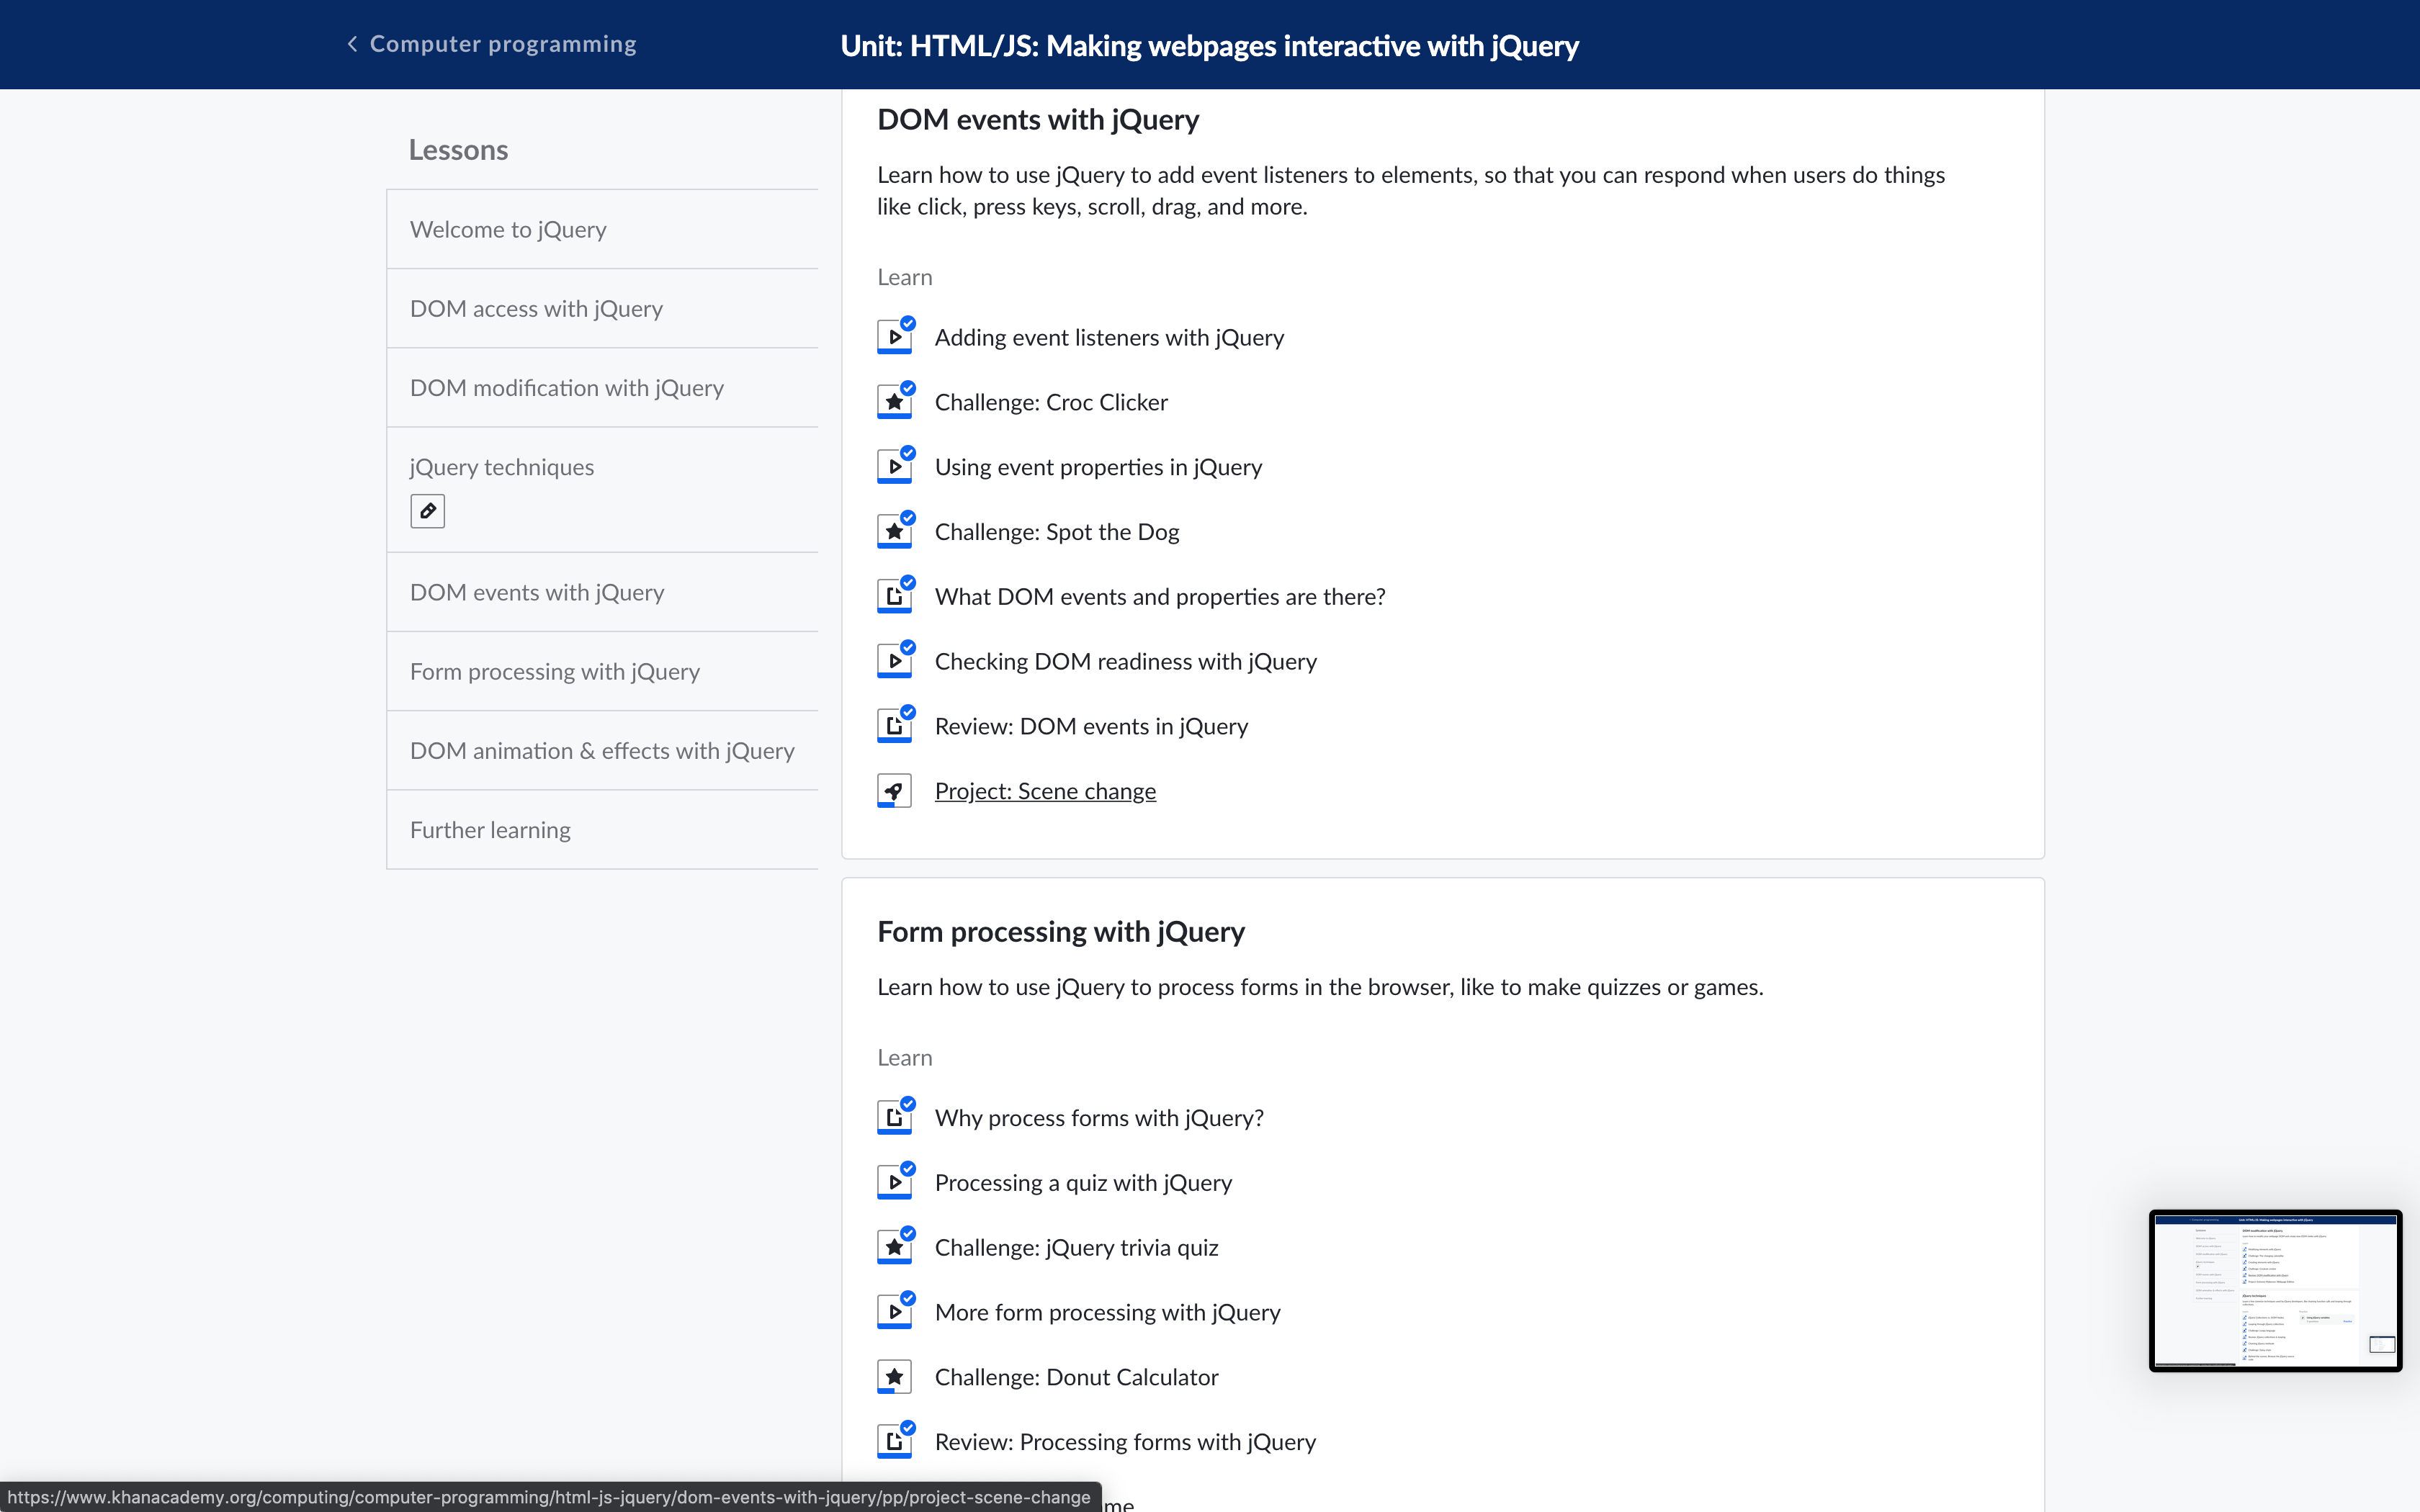 Computer programming
Unit: HTML/JS: Making webpages interactive with jQuery
Lessons
Welcome to jQuery
DOM access with jQuery
DOM modification with jQuery
jQuery techniques
DOM events with jQuery
Form processing with jQuery
DOM animation & effects with jQuery
Further learning
DOM events with jQuery
Learn how to use jQuery to add event listeners to elements, so that you can respond when users do things
like click, press keys, scroll, drag, and more.
Learn
Adding event listeners with jQuery
Challenge: Croc Clicker
Using event properties in jQuery
Challenge: Spot the Dog
What DOM events and properties are there?
Checking DOM readiness with jQuery
Review: DOM events in jQuery
Project: Scene change
Form processing with jQuery
Learn how to use jQuery to process forms in the browser, like to make quizzes or games.
Learn
Why process forms with jQuery?
Processing a quiz with jQuery
Challenge: jQuery trivia quiz
More form processing with jQuery
Challenge: Donut Calculator
Review: Processing forms with jQuery
https://www.khanacademy.org/computing/computer-programming/html-js-jquery/dom-events-with-jquery/pp/project-scene-change